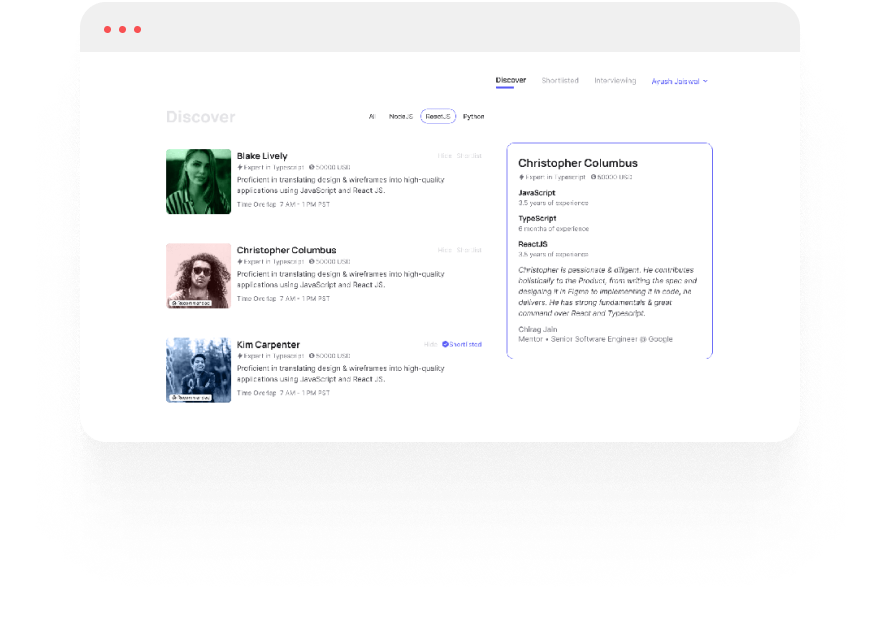 Discover Shortlisted Interviewing Arush Jaiswal
Discover
All NodeJS ReactJS Python
Blake Lively
Hide Shortlist
Expert in Typescript 50000 USD
Proficient in translating design & wireframes into high-quality
applications using JavaScript and React JS.
Time Overlap 7 AM - 1 PM PST
Christopher Columbus
Hide Shortlist
Expert in Typescript 50000 USD
Proficient in translating design & wireframes into high-quality
applications using JavaScript and React JS.
Time Overlap 7 AM - 1 PM PST
Recommended
Kim Carpenter
Hide Shortlisted
Expert in Typescript 50000 USD
Proficient in translating design & wireframes into high-quality
applications using JavaScript and React JS.
Time Overlap 7 AM - 1 PM PST
Recommended
Christopher Columbus
Expert in Typescript 50000 USD
JavaScript
3.5 years of experience
TypeScript
6 months of experience
ReactJS
3.5 years of experience
Christopher is passionate & diligent. He contributes
holistically to the Product, from writing the spec and
designing it in Figma to implementing it in code, he
delivers. He has strong fundamentals & great
command over React and Typescript.
Chirag Jain
Mentor • Senior Software Engineer @ Google